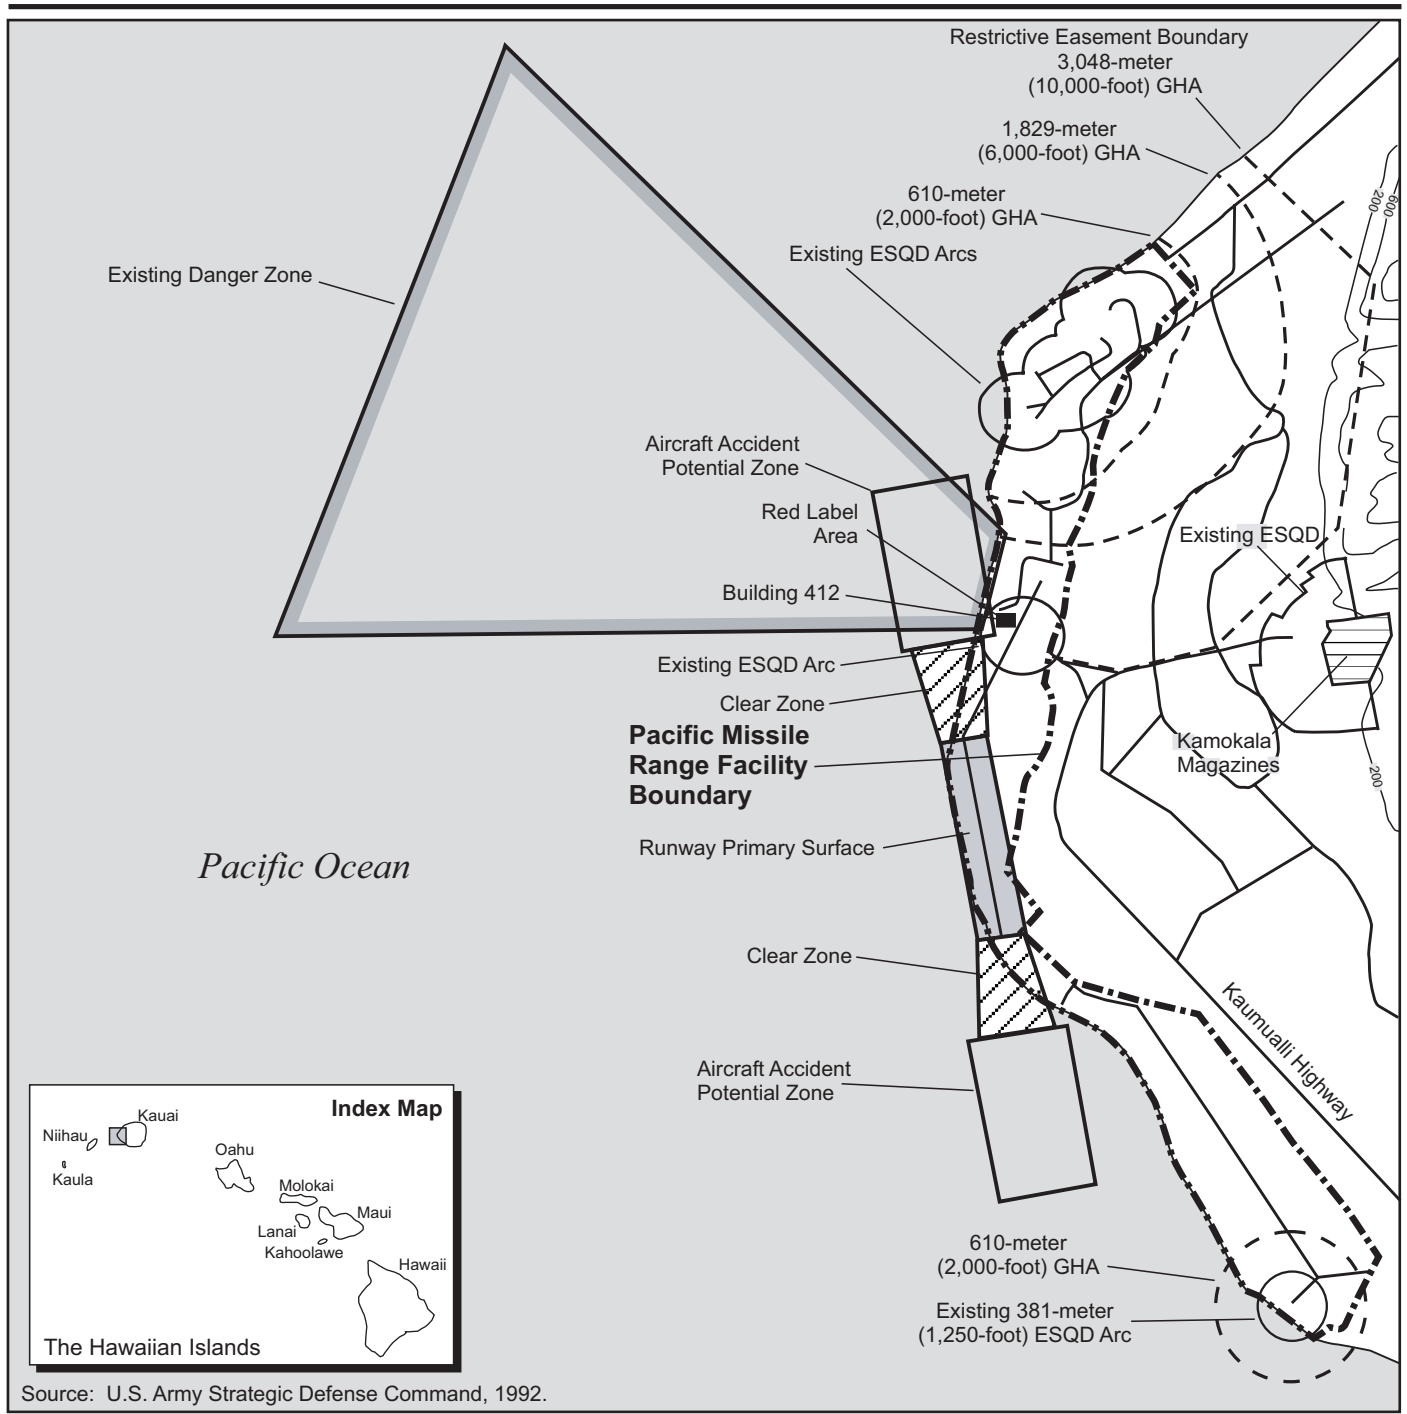 Restrictive Easement Boundary
3,048-meter
(10,000-foot) GHA
1,829-meter
(6,000-foot) GHA
610-meter
(2,000-foot) GHA
Existing ESQD Arcs
Existing Danger Zone
200
600
Aircraft Accident
Potential Zone
Red Label
Area
Existing ESQD
Building 412
Existing ESQD Arc
Clear Zone
Pacific Missile
Range Facility
Boundary
Kamokala
Magazines
200
Runway Primary Surface
Pacific Ocean
Clear Zone
Kaumualli Highway
Aircraft Accident
Potential Zone
Index Map
Kauai
Niihau
Kaula
Oahu
Molokai
Maui
Lanai
Kahoolawe
Hawaii
The Hawaiian Islands
610-meter
(2,000-foot) GHA
Existing 381-meter
(1,250-foot) ESQD Arc
Source: U.S. Army Strategic Defense Command, 1992.